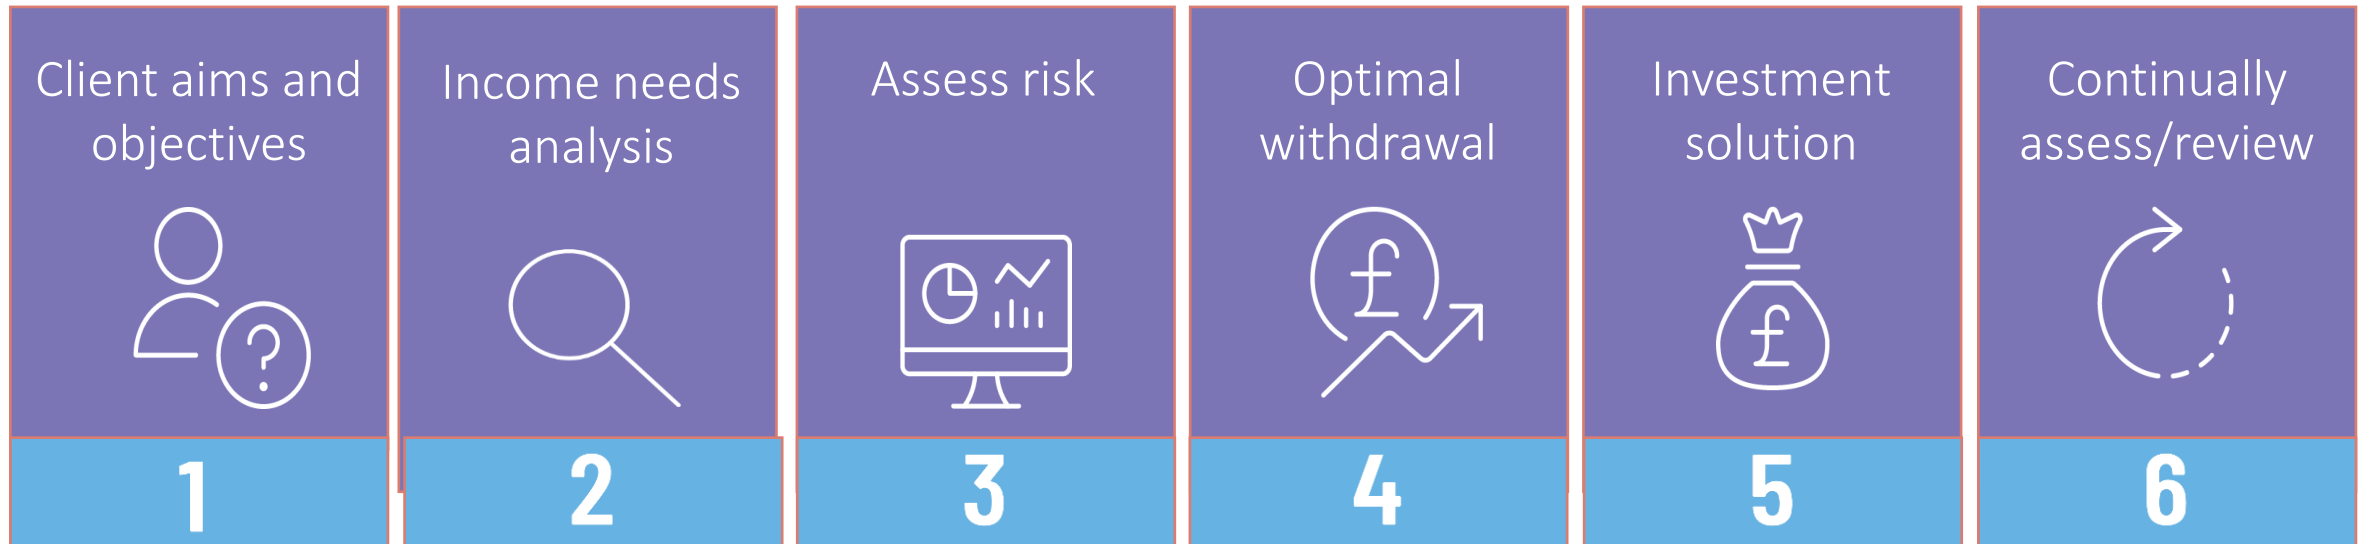 Client aims and
objectives
?
1
Income needs
analysis
2
Assess risk
3
Optimal
withdrawal
£
4
Investment
solution
£
5
Continually
assess/review
6